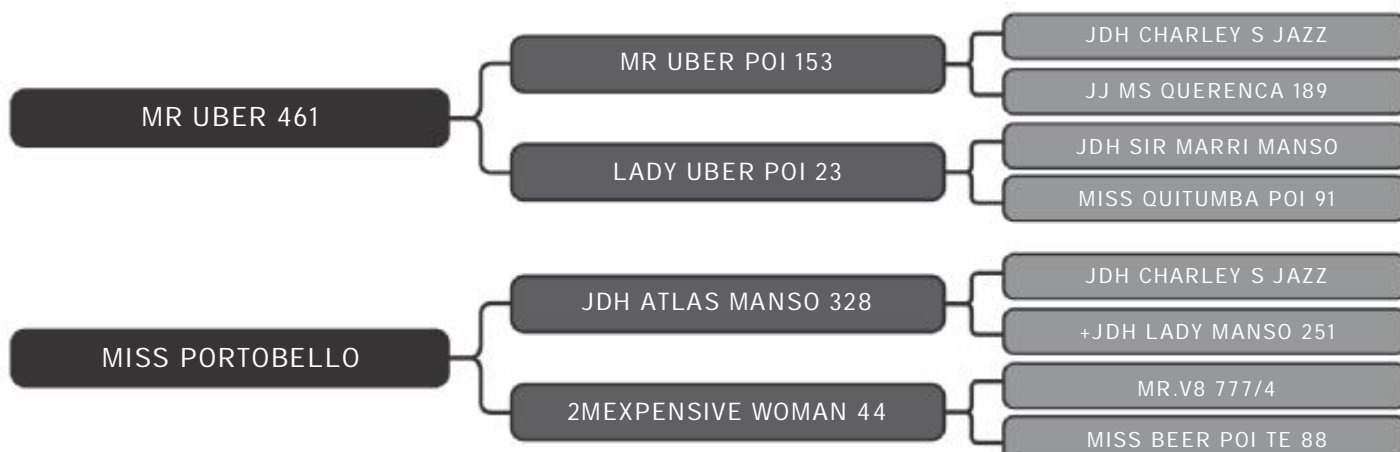 JDH CHARLEY S JAZZ
MR UBER POI 153
JJ MS QUERENCA 189
MR UBER 461
JDH SIR MARRI MANSO
LADY UBER POI 23
MISS QUITUMBA POI 91
JDH CHARLEY S JAZZ
JDH ATLAS MANSO 328
+JDH LADY MANSO 251
MISS PORTOBELLO
MR.V8 777/4
2MEXPENSIVE WOMAN 44
MISS BEER POI TE 88